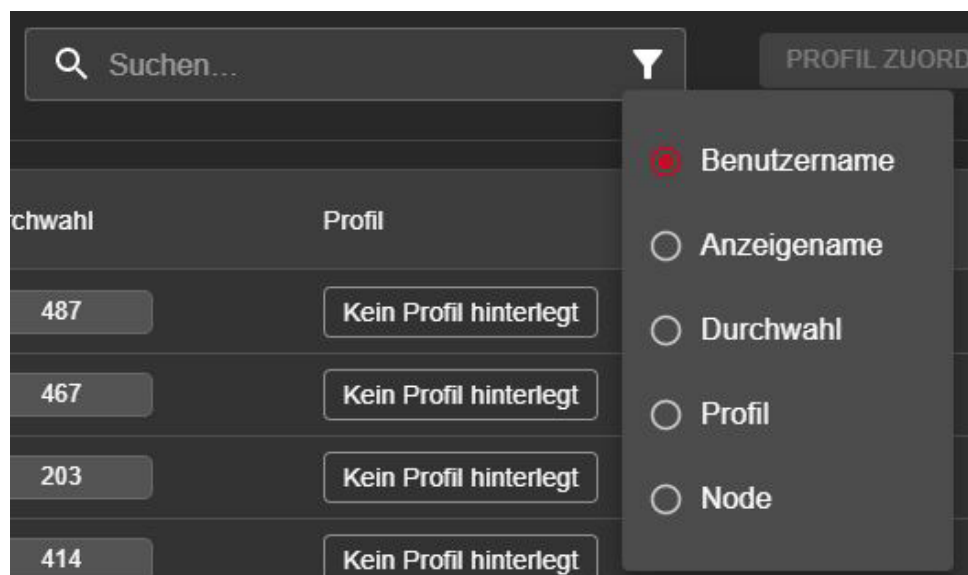 Suchen...
PROFIL ZUORD
Benutzername
Anzeigename
Durchwahl
Profil
Node
rchwahl Profil
487 Kein Profil hinterlegt
467 Kein Profil hinterlegt
203 Kein Profil hinterlegt
414 Kein Profil hinterlegt